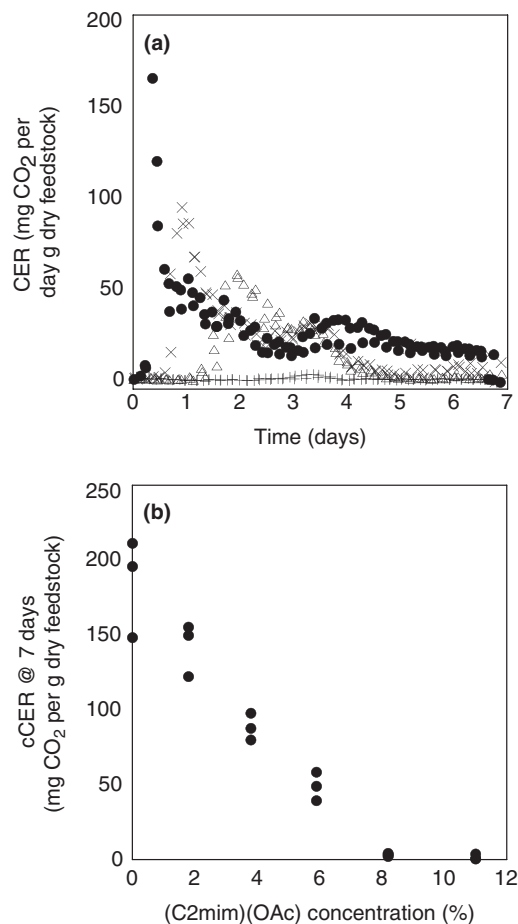 (a)
200
150
100
50
0
CER (mg CO2 per
day g dry feedstock)
0 1 2 3 4 5 6 7
Time (days)
(b)
250
200
150
100
50
0
cCER @ 7 days
(mg CO2 per g dry feedstock)
0 2 4 6 8 10 12
(C2mim)(OAc) concentration (%)